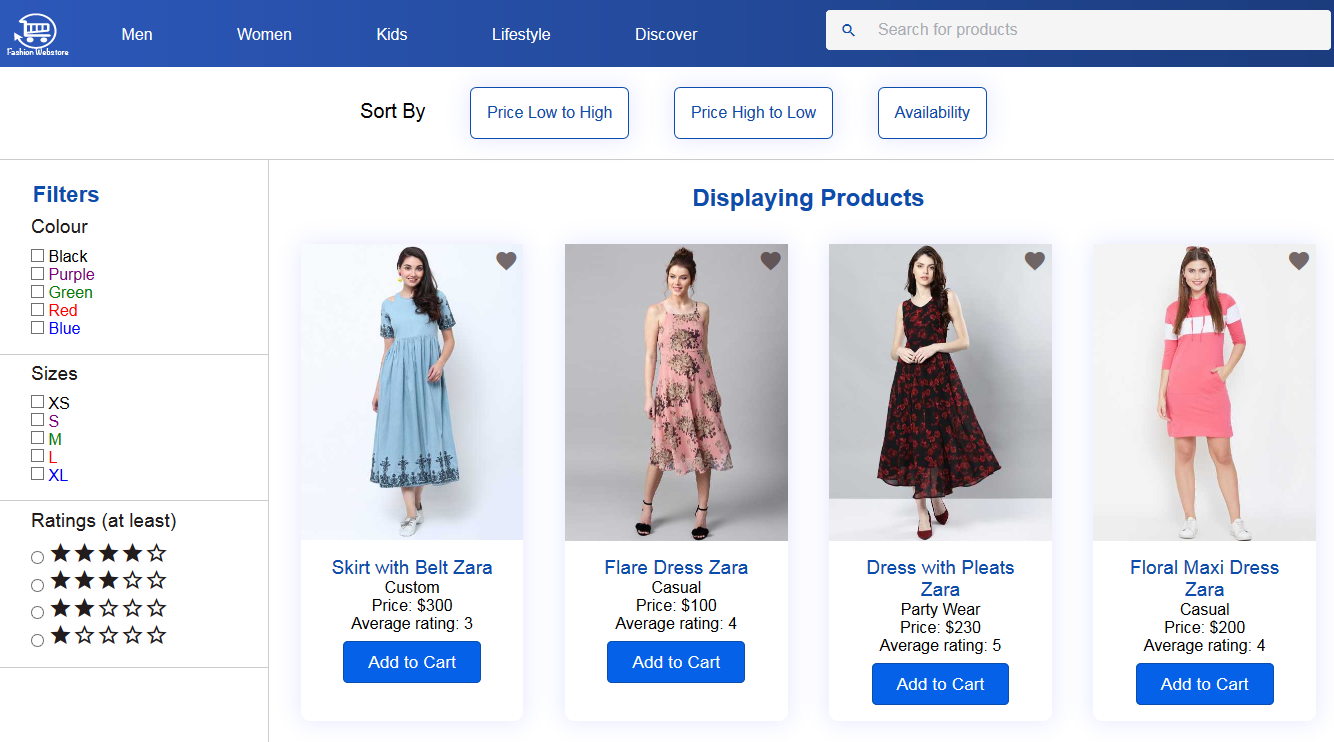 Fashion Webstore
Men
Women
Kids
Lifestyle
Discover
Search for products
Sort By
Price Low to High
Price High to Low
Availability
Filters
Colour
Black
Purple
Green
Red
Blue
Sizes
XS
S
M
L
XL
Ratings (at least)
Displaying Products
Skirt with Belt Zara
Custom
Price: $300
Average rating: 3
Add to Cart
Flare Dress Zara
Casual
Price: $100
Average rating: 4
Add to Cart
Dress with Pleats
Zara
Party Wear
Price: $230
Average rating: 5
Add to Cart
Floral Maxi Dress
Zara
Casual
Price: $200
Average rating: 4
Add to Cart